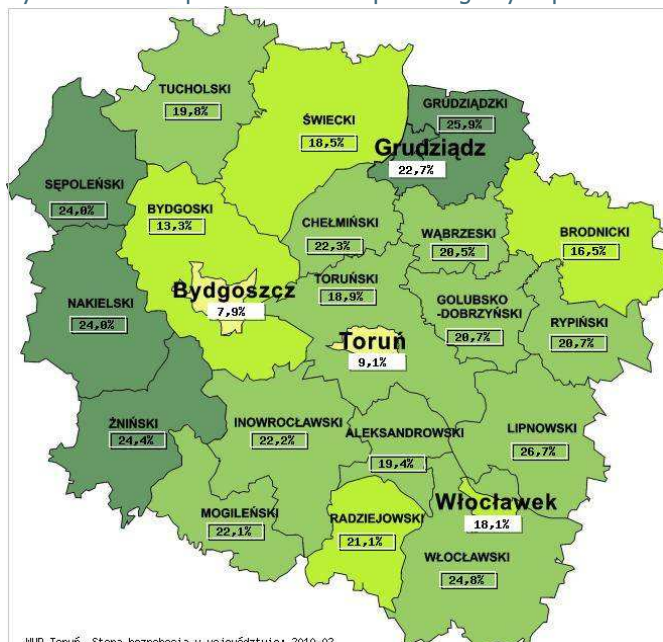 TUCHOLSKI
19,8%
ŚWIECKI
18,5%
GRUDZIĄDZKI
25,9%
Grudziądz
22,7%
SĘPOLEŃSKI
24,0%
BYDGOSKI
13,3%
CHEŁMIŃSKI
22,3%
WĄBRZESKI
20,5%
BRODNICKI
16,5%
Bydgoszcz
7,9%
TORUŃSKI
18,9%
GOLUBSKO
-DOBRZYŃSKI
20,7%
RYPIŃSKI
20,7%
NAKIELSKI
24,0%
Toruń
9,1%
ŻNIŃSKI
24,4%
INOWROCŁAWSKI
22,2%
ALEKSANDROWSKI
19,4%
LIPNOWSKI
26,7%
MOGILEŃSKI
22,1%
RADZIEJOWSKI
21,1%
Włocławek
18,1%
WŁOCŁAWSKI
24,8%